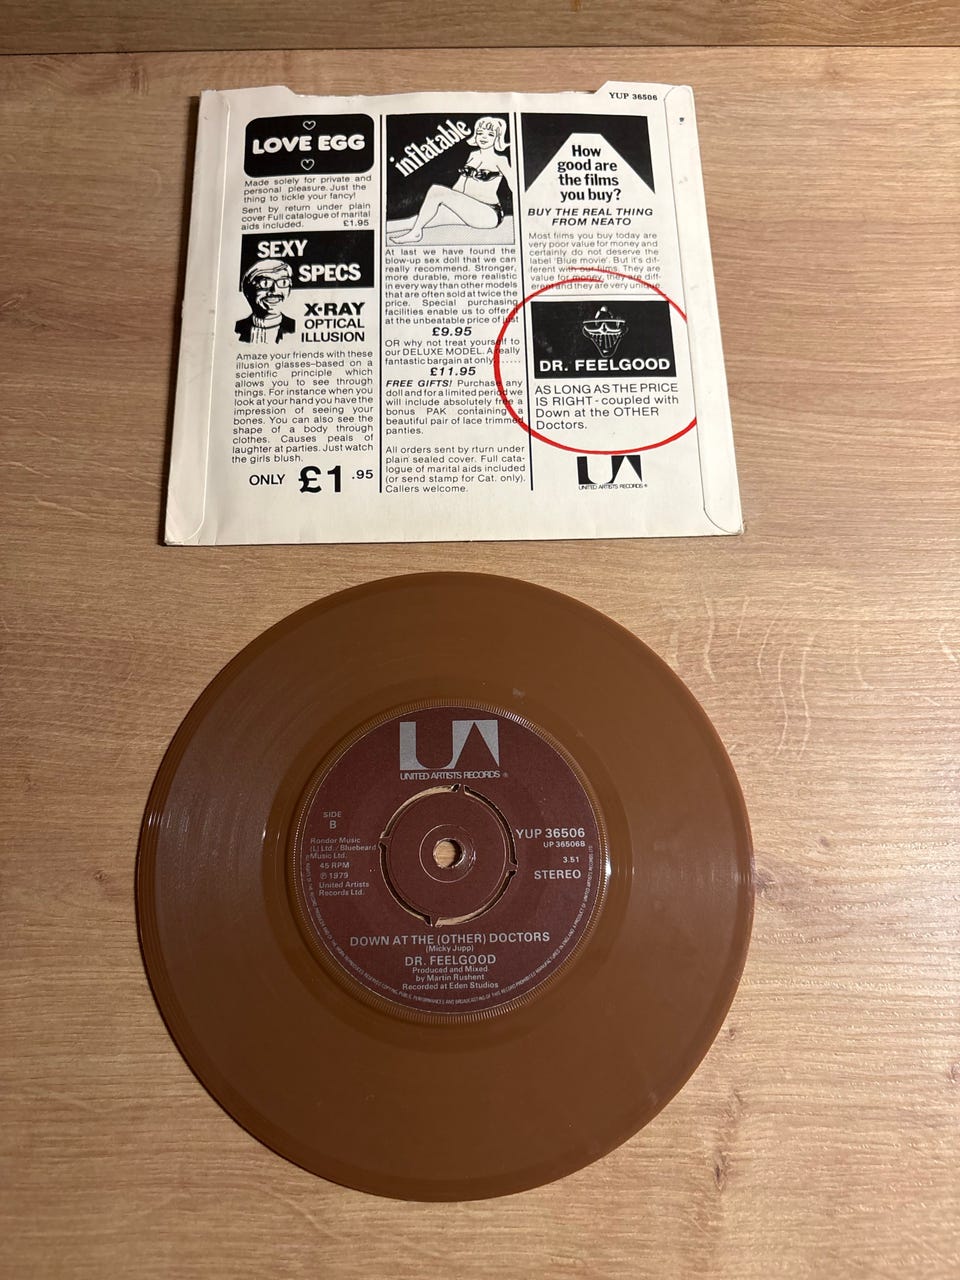 YUP 36506
LOVE EGG
Made solely for private and
personal pleasure. Just the
thing to tickle your fancy!
Sent by return under plain
cover Full catalogue of marital
aids included. £1.95
SEXY
SPECS
X-RAY
OPTICAL
ILLUSION
Amaze your friends with these
illusion glasses–based on a
scientific principle which
allows you to see through
things. For instance when you
look at your hand you have the
impression of seeing your
bones. You can also see the
shape of a body through
clothes. Causes peals of
laughter at parties. Just watch
the girls blush.
ONLY £1.95
inflatable
At last we have found the
blow-up sex doll that we can
really recommend. Stronger,
more durable, more realistic
in every way than other models
that are often sold at twice the
price. Special purchasing
facilities enable us to offer it
at the unbeatable price of just
£9.95
OR why not treat yourself to
our DELUXE MODEL. A really
fantastic bargain at only......
£11.95
FREE GIFTS! Purchase any
doll and for a limited period we
will include absolutely free a
bonus PAK containing a
beautiful pair of lace trimmed
panties.
All orders sent by rturn under
plain sealed cover. Full cata-
logue of marital aids included
(or send stamp for Cat. only).
Callers welcome.
How
good are
the films
you buy?
BUY THE REAL THING
FROM NEATO
Most films you buy today are
very poor value for money and
certainly do not deserve the
label 'Blue movie'. But it's dif-
ferent with our films. They are
value for money, they are diff-
erent and they are very unique.
DR. FEELGOOD
AS LONG AS THE PRICE
IS RIGHT - coupled with
Down at the OTHER
Doctors.
UA
UNITED ARTISTS RECORDS ®
UA
UNITED ARTISTS RECORDS ®
SIDE
B
Rondor Music
(L) Ltd./Bluebeard
Music Ltd.
45 RPM
℗ 1979
United Artists
Records Ltd.
YUP 36506
UP 36506B
3.51
STEREO
DOWN AT THE (OTHER) DOCTORS
(Micky Jupp)
DR. FEELGOOD
Produced and Mixed
by Martin Rushent
Recorded at Eden Studios